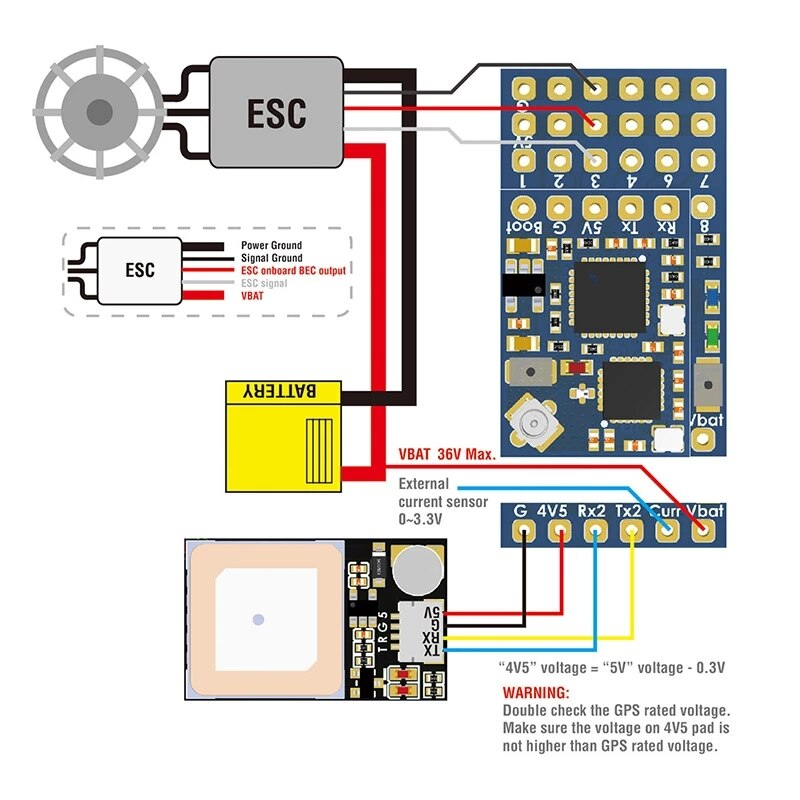 ESC
G
5V
1 2 3 4 6 7
Boot G 5V Tx Rx 8
ESC
Power Ground
Signal Ground
ESC onboard BEC output
ESC signal
VBAT
BATTERY
Vbat
VBAT 36V Max.
External
current sensor
0~3.3V
G 4V5 Rx2 Tx2 Curr Vbat
TRG5
5V
G
RX
TX
“4V5” voltage = “5V” voltage - 0.3V
WARNING:
Double check the GPS rated voltage.
Make sure the voltage on 4V5 pad is
not higher than GPS rated voltage.